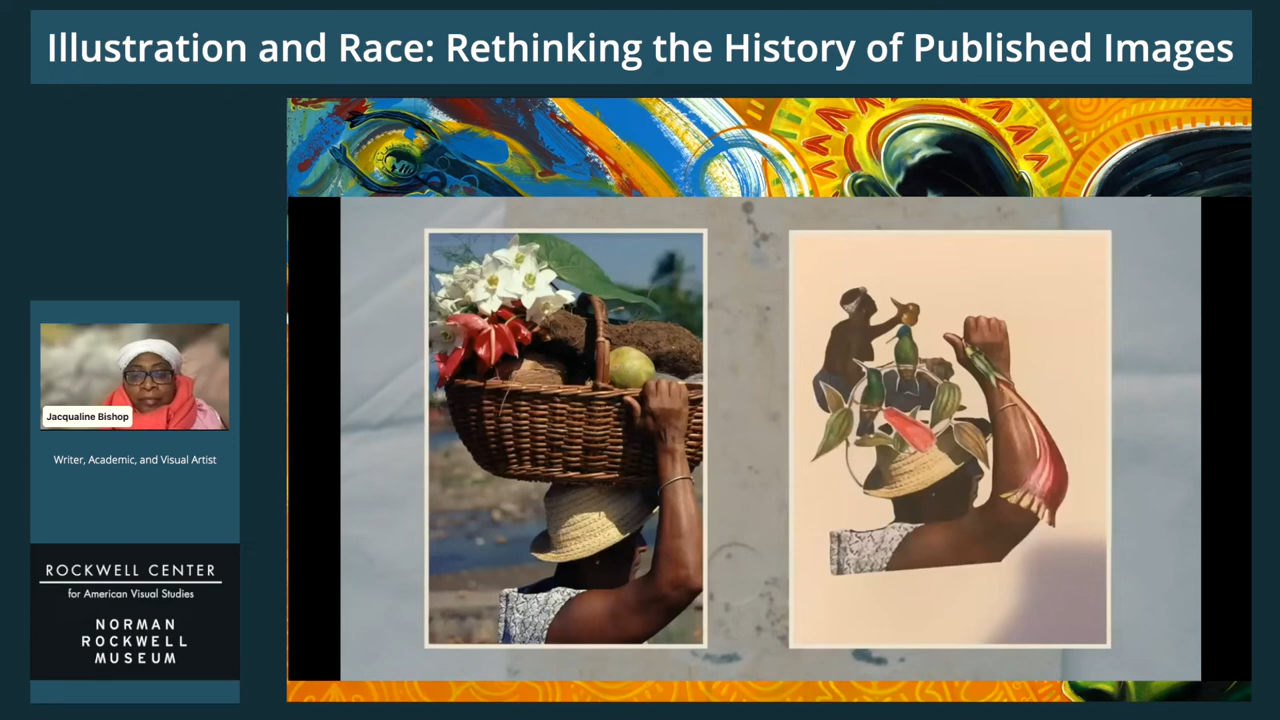 Illustration and Race: Rethinking the History of Published Images
Jacqualine Bishop
Writer, Academic, and Visual Artist
ROCKWELL CENTER
for American Visual Studies
NORMAN
ROCKWELL
MUSEUM